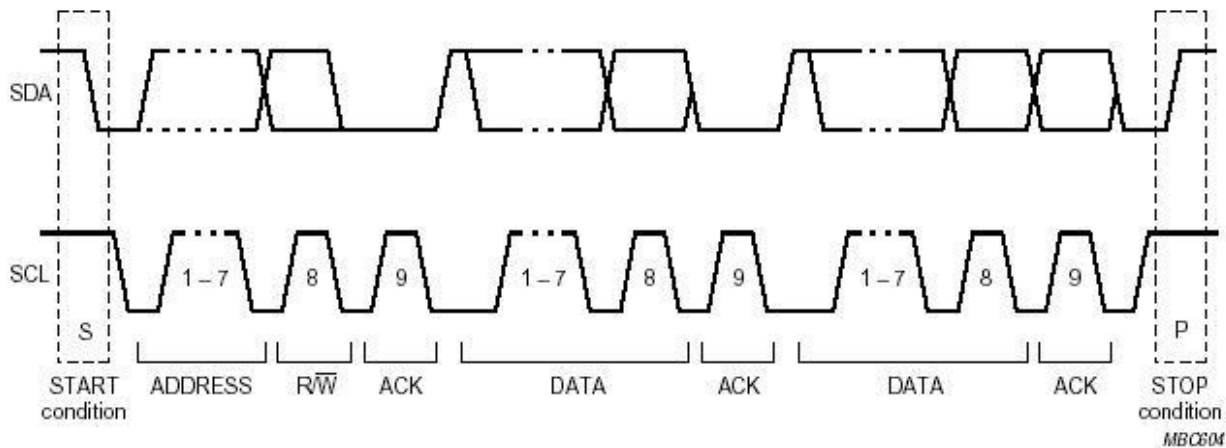 SDA
SCL
1 – 7
8
9
1 – 7
8
9
1 – 7
8
9
S
P
START
condition
ADDRESS
R/W̅
ACK
DATA
ACK
DATA
ACK
STOP
condition
MBC604